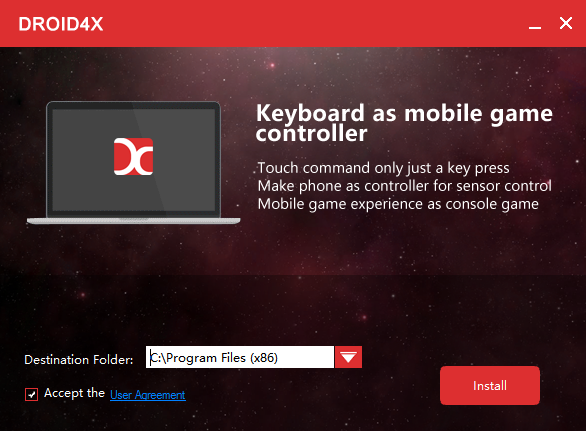 DROID4X
Keyboard as mobile game
controller
Touch command only just a key press
Make phone as controller for sensor control
Mobile game experience as console game
Destination Folder: C:\Program Files (x86)
Accept the User Agreement
Install